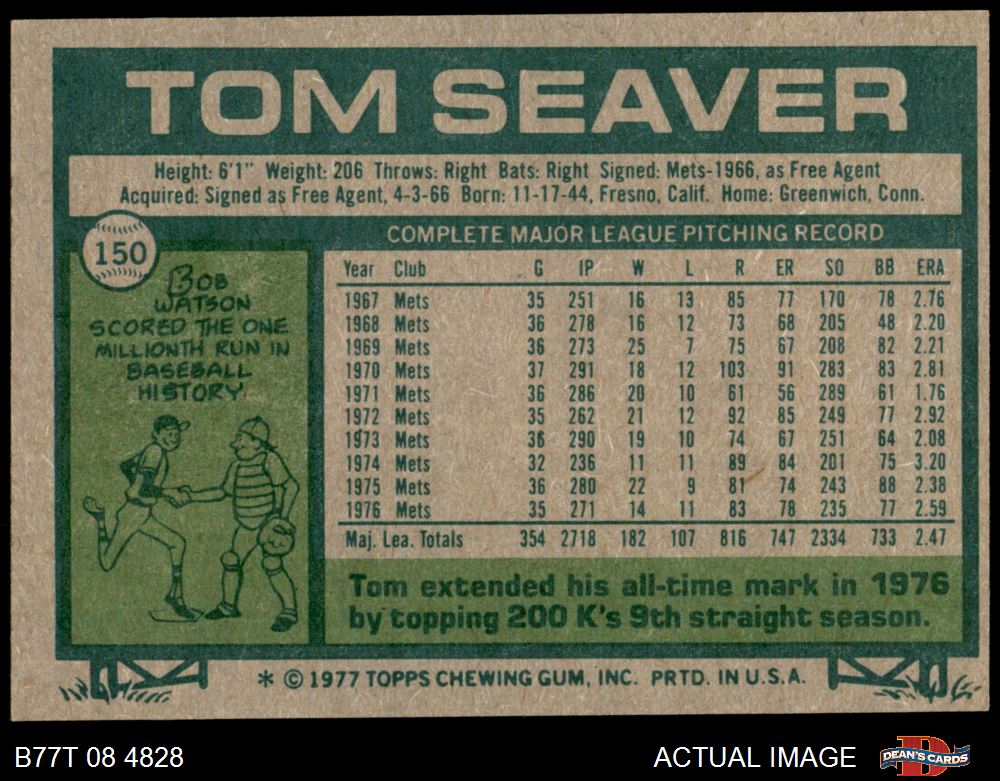 TOM SEAVER
Height: 6'1" Weight: 206 Throws: Right Bats: Right Signed: Mets-1966, as Free Agent
Acquired: Signed as Free Agent, 4-3-66 Born: 11-17-44, Fresno, Calif. Home: Greenwich, Conn.
150
BOB
WATSON
SCORED THE ONE
MILLIONTH RUN IN
BASEBALL
HISTORY.
COMPLETE MAJOR LEAGUE PITCHING RECORD
Year Club G IP W L R ER SO BB ERA
1967 Mets 35 251 16 13 85 77 170 78 2.76
1968 Mets 36 278 16 12 73 68 205 48 2.20
1969 Mets 36 273 25 7 75 67 208 82 2.21
1970 Mets 37 291 18 12 103 91 283 83 2.81
1971 Mets 36 286 20 10 61 56 289 61 1.76
1972 Mets 35 262 21 12 92 85 249 77 2.92
1973 Mets 36 290 19 10 74 67 251 64 2.08
1974 Mets 32 236 11 11 89 84 201 75 3.20
1975 Mets 36 280 22 9 81 74 243 88 2.38
1976 Mets 35 271 14 11 83 78 235 77 2.59
Maj. Lea. Totals 354 2718 182 107 816 747 2334 733 2.47
Tom extended his all-time mark in 1976
by topping 200 K's 9th straight season.
* © 1977 TOPPS CHEWING GUM, INC. PRTD. IN U.S.A.
B77T 08 4828
ACTUAL IMAGE
DEAN'S CARDS